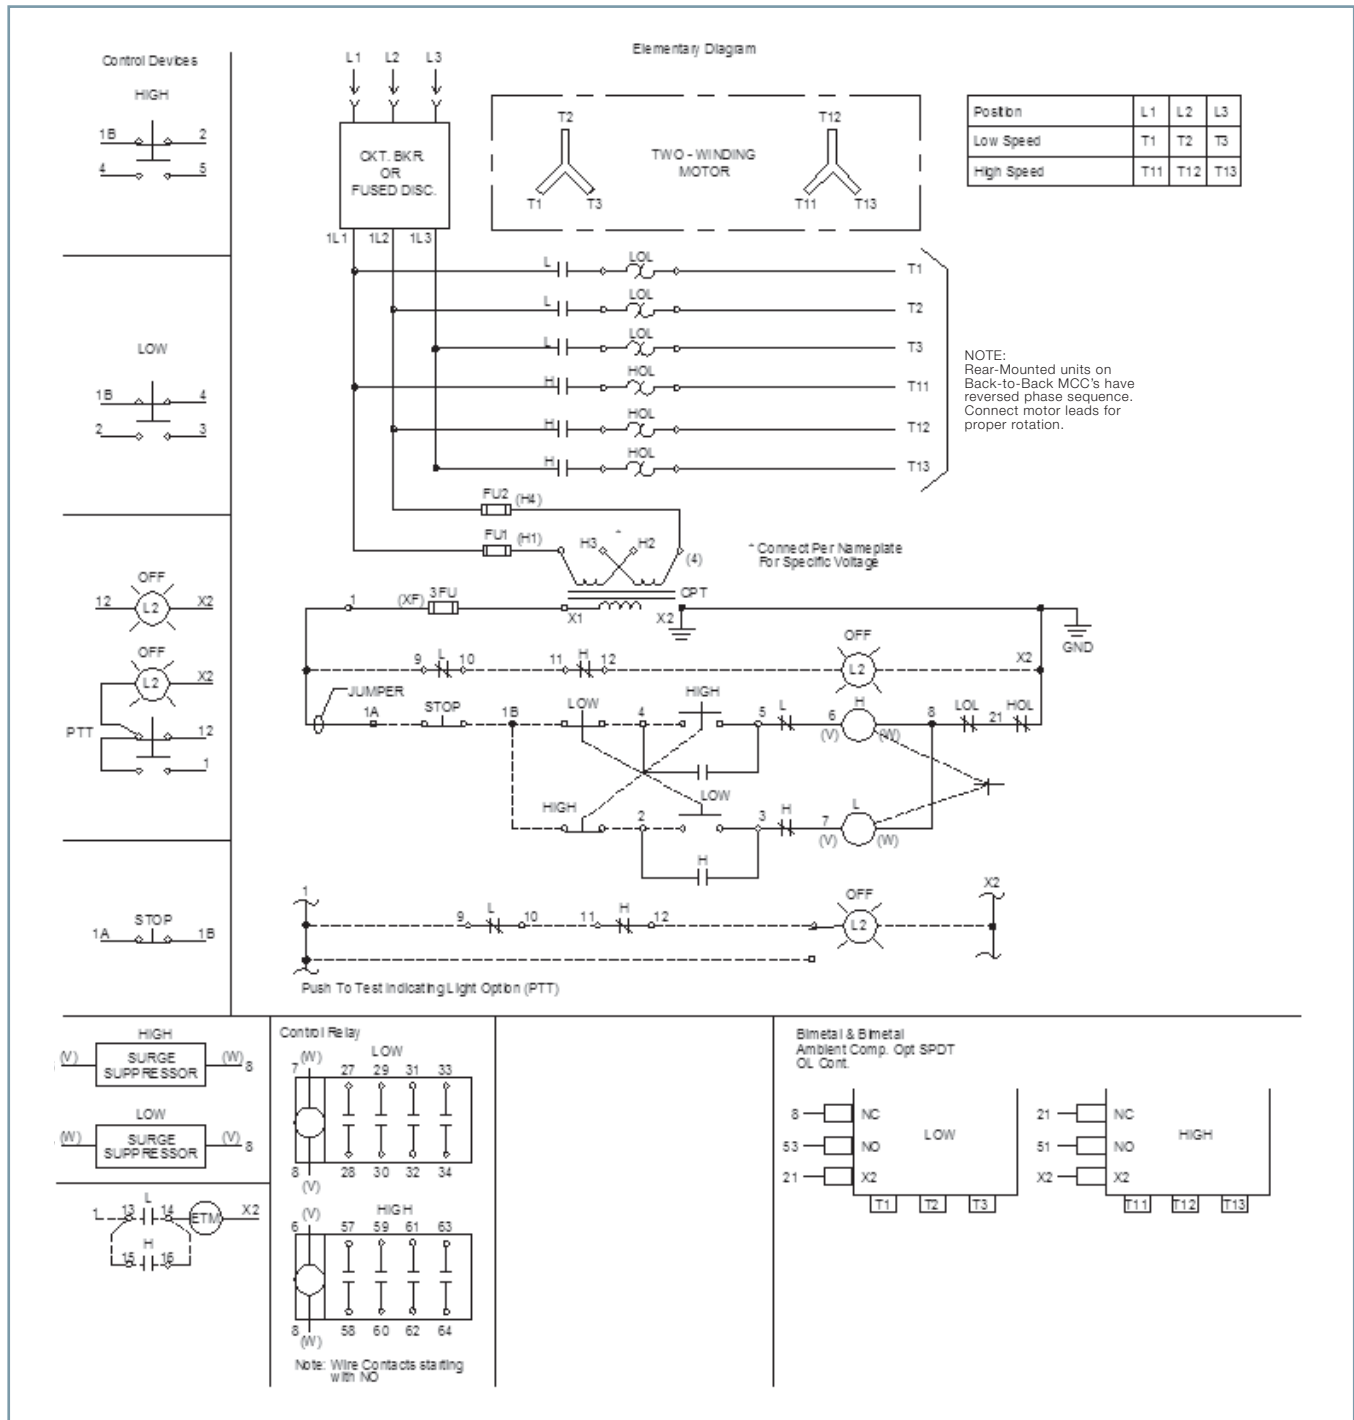 Elementary Diagram
Control Devices
HIGH
1B 2
4 5
LOW
1B 4
2 3
OFF
12 L2 X2
OFF
L2 X2
PTT 12
1
STOP
1A 1B
L1 L2 L3
CKT. BKR.
OR
FUSED DISC.
1L1 1L2 1L3
T2
T1 T3
TWO - WINDING
MOTOR
T12
T11 T13
Position L1 L2 L3
Low Speed T1 T2 T3
High Speed T11 T12 T13
L LOL T1
L LOL T2
L LOL T3
H HOL T11
H HOL T12
H HOL T13
NOTE:
Rear-Mounted units on
Back-to-Back MCC's have
reversed phase sequence.
Connect motor leads for
proper rotation.
FU2 (H4)
FU1 (H1) H3 * H2 (4)
* Connect Per Nameplate
For Specific Voltage
1 (XF) 3FU X1 X2 CPT
GND
9 L 10 11 H 12 OFF L2 X2
JUMPER
1A STOP 1B LOW 4 HIGH 5 L 6 H 8 LOL 21 HOL
(V) (W)
HIGH 2 LOW 3 H 7 L
(V) (W)
H
1 X2
9 L 10 11 H 12 OFF L2
Push To Test Indicating Light Option (PTT)
HIGH
(V) SURGE
SUPPRESSOR (W) 8
LOW
(W) SURGE
SUPPRESSOR (V) 8
1 13 L 14 ETM X2
15 H 16
Control Relay
LOW
7 (W) 27 29 31 33
8 (V) 28 30 32 34
HIGH
6 (V) 57 59 61 63
8 (W) 58 60 62 64
Note: Wire Contacts starting
with NO
Bimetal & Bimetal
Ambient Comp. Opt SPDT
OL Cont.
8 NC
53 NO
21 X2
LOW
T1 T2 T3
21 NC
51 NO
X2 X2
HIGH
T11 T12 T13